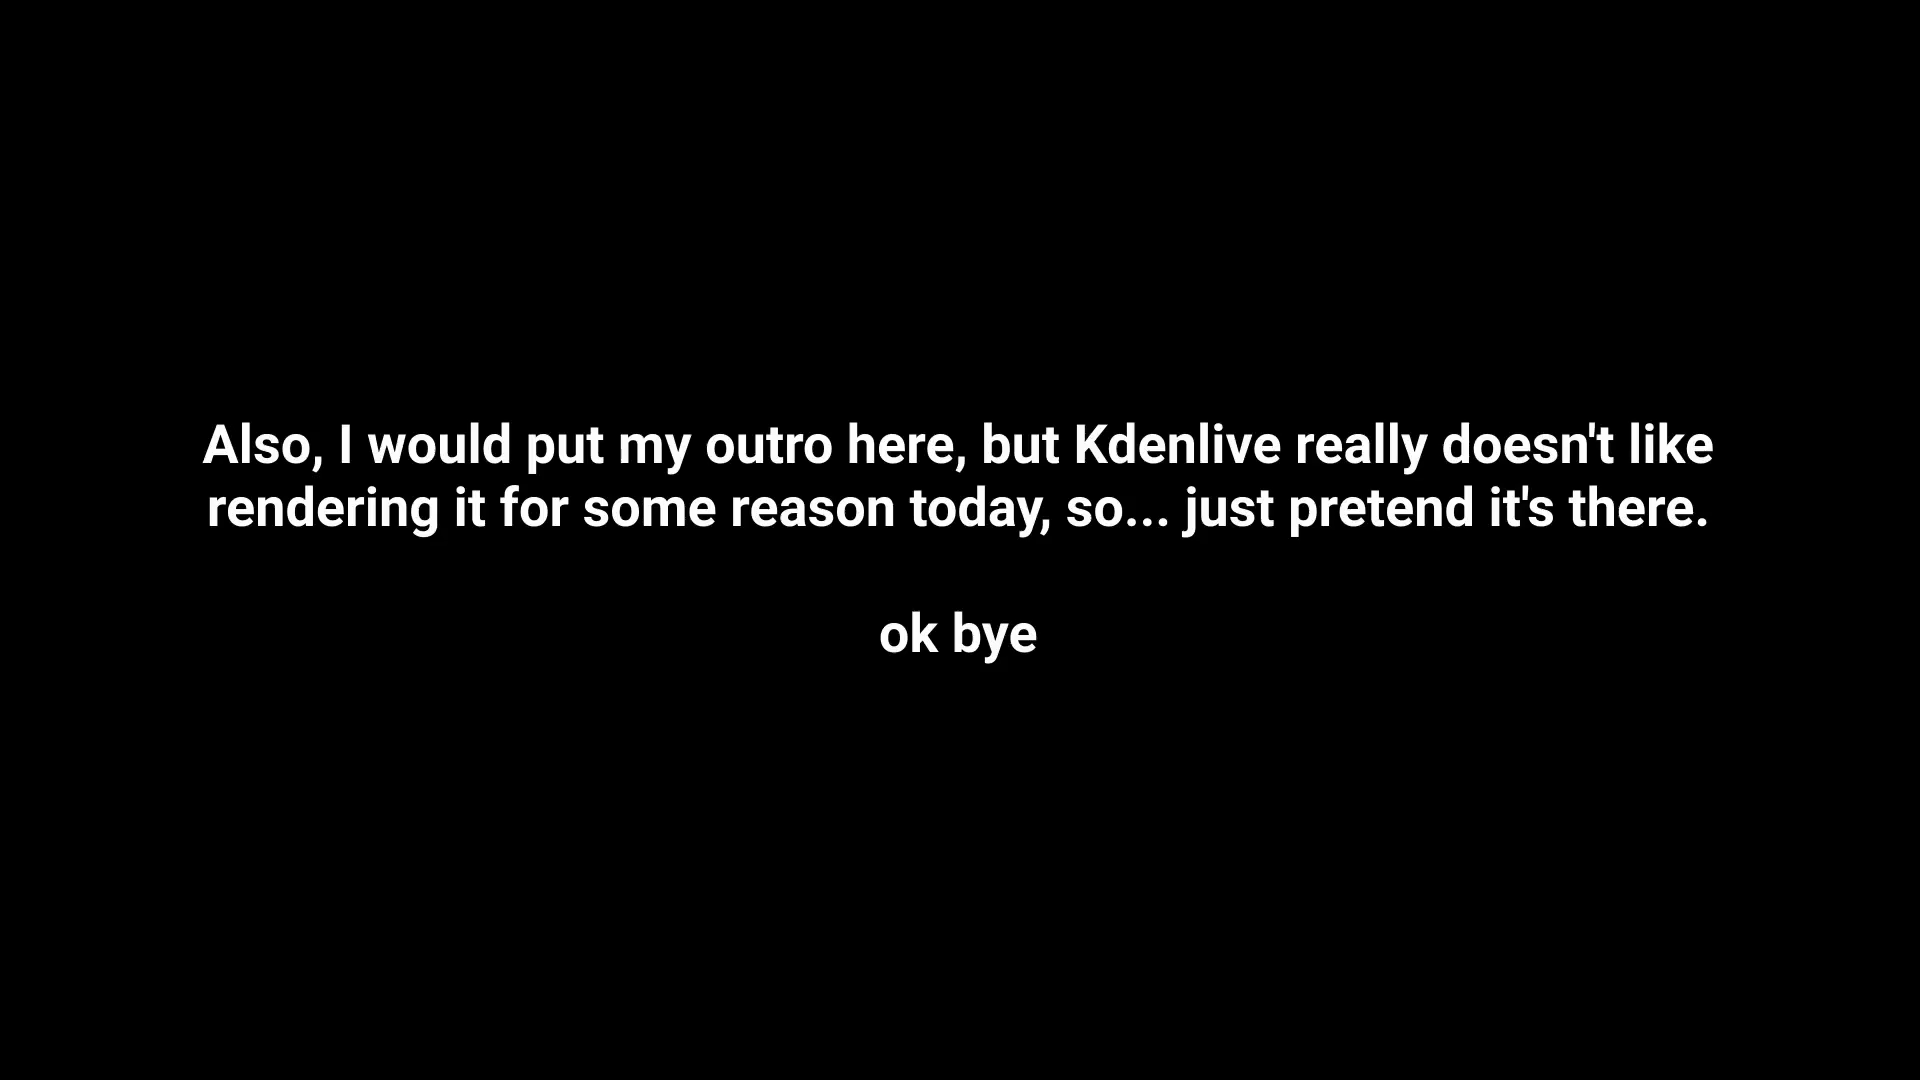 Also, I would put my outro here, but Kdenlive really doesn't like
rendering it for some reason today, so... just pretend it's there.
ok bye